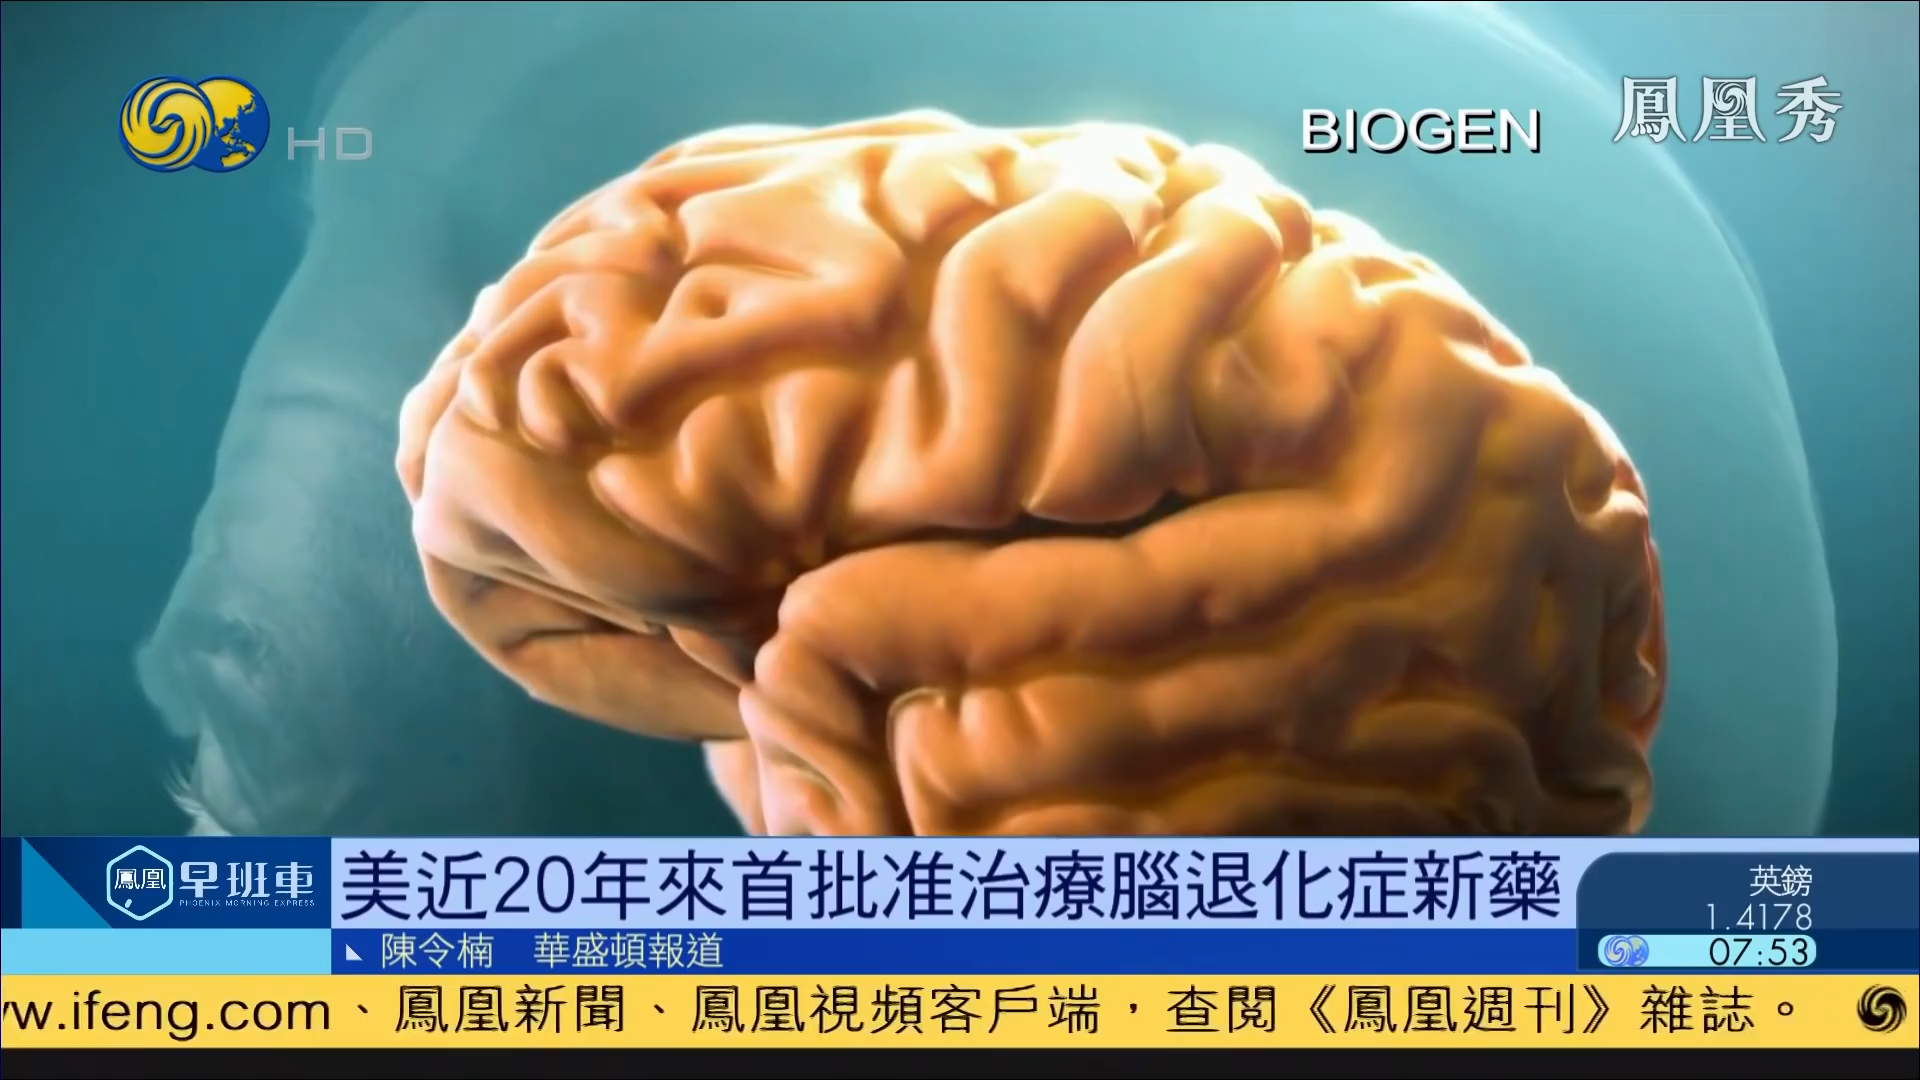 HD
BIOGEN
鳳凰秀
鳳凰
早班車
PHOENIX MORNING EXPRESS
美近20年來首批准治療腦退化症新藥
陳令楠 華盛頓報道
英鎊
1.4178
07:53
w.ifeng.com、鳳凰新聞、鳳凰視頻客戶端，查閱《鳳凰週刊》雜誌。